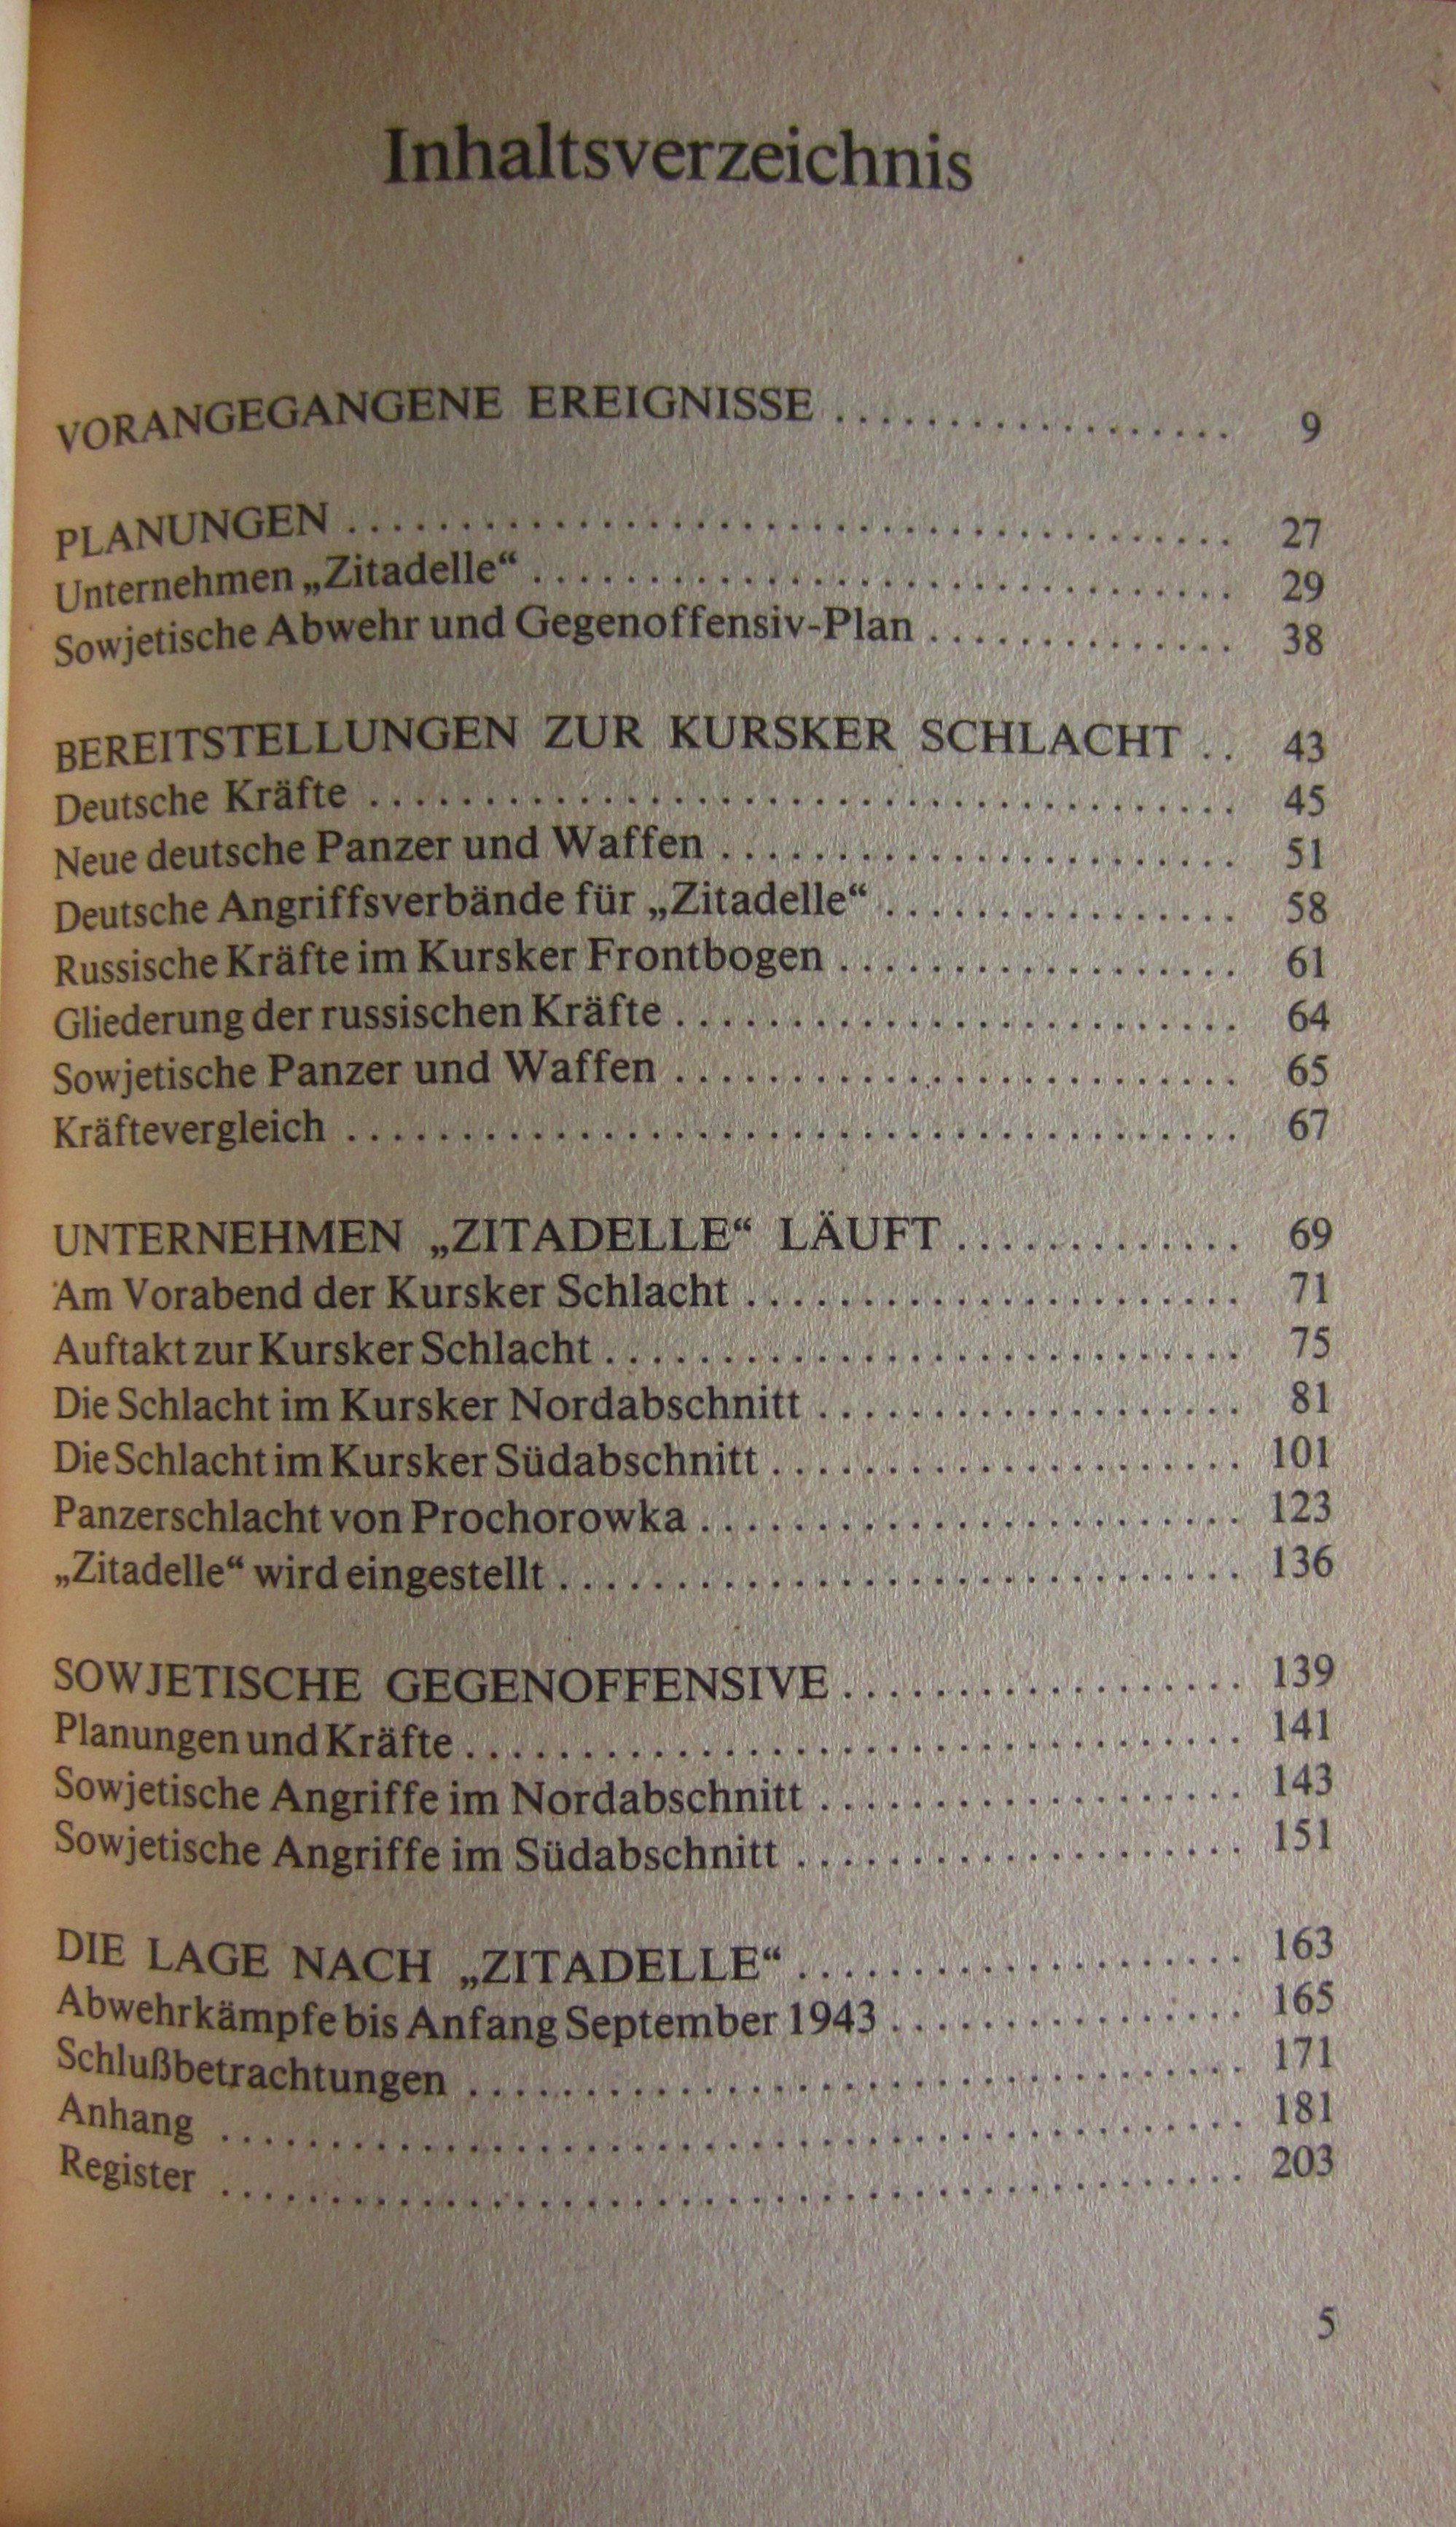 Inhaltsverzeichnis
VORANGEGANGENE EREIGNISSE . . . . . . . . . . . . . . . . . . 9
PLANUNGEN . . . . . . . . . . . . . . . . . . . . . . . . . . . . . . . . . . . . . . . 27
Unternehmen „Zitadelle“ . . . . . . . . . . . . . . . . . . . . . . . . . . . . . . . 29
Sowjetische Abwehr und Gegenoffensiv-Plan . . . . . . . . . . . . . . 38
BEREITSTELLUNGEN ZUR KURSKER SCHLACHT . . 43
Deutsche Kräfte . . . . . . . . . . . . . . . . . . . . . . . . . . . . . . . . . . . . . . 45
Neue deutsche Panzer und Waffen . . . . . . . . . . . . . . . . . . . . . . . 51
Deutsche Angriffsverbände für „Zitadelle“ . . . . . . . . . . . . . . . . 58
Russische Kräfte im Kursker Frontbogen . . . . . . . . . . . . . . . . . . 61
Gliederung der russischen Kräfte . . . . . . . . . . . . . . . . . . . . . . . . . 64
Sowjetische Panzer und Waffen . . . . . . . . . . . . . . . . . . . . . . . . . 65
Kräftevergleich . . . . . . . . . . . . . . . . . . . . . . . . . . . . . . . . . . . . . . . 67
UNTERNEHMEN „ZITADELLE“ LÄUFT . . . . . . . . . . . . . 69
Am Vorabend der Kursker Schlacht . . . . . . . . . . . . . . . . . . . . . . 71
Auftakt zur Kursker Schlacht . . . . . . . . . . . . . . . . . . . . . . . . . . . . 75
Die Schlacht im Kursker Nordabschnitt . . . . . . . . . . . . . . . . . . . 81
Die Schlacht im Kursker Südabschnitt . . . . . . . . . . . . . . . . . . . . . 101
Panzerschlacht von Prochorowka . . . . . . . . . . . . . . . . . . . . . . . . 123
„Zitadelle“ wird eingestellt . . . . . . . . . . . . . . . . . . . . . . . . . . . . . . 136
SOWJETISCHE GEGENOFFENSIVE . . . . . . . . . . . . . . . . . . 139
Planungen und Kräfte . . . . . . . . . . . . . . . . . . . . . . . . . . . . . . . . . . 141
Sowjetische Angriffe im Nordabschnitt . . . . . . . . . . . . . . . . . . . 143
Sowjetische Angriffe im Südabschnitt . . . . . . . . . . . . . . . . . . . . 151
DIE LAGE NACH „ZITADELLE“ . . . . . . . . . . . . . . . . . . . . 163
Abwehrkämpfe bis Anfang September 1943 . . . . . . . . . . . . . . . . 165
Schlußbetrachtungen . . . . . . . . . . . . . . . . . . . . . . . . . . . . . . . . . . 171
Anhang . . . . . . . . . . . . . . . . . . . . . . . . . . . . . . . . . . . . . . . . . . . . . 181
Register . . . . . . . . . . . . . . . . . . . . . . . . . . . . . . . . . . . . . . . . . . . . . 203
5